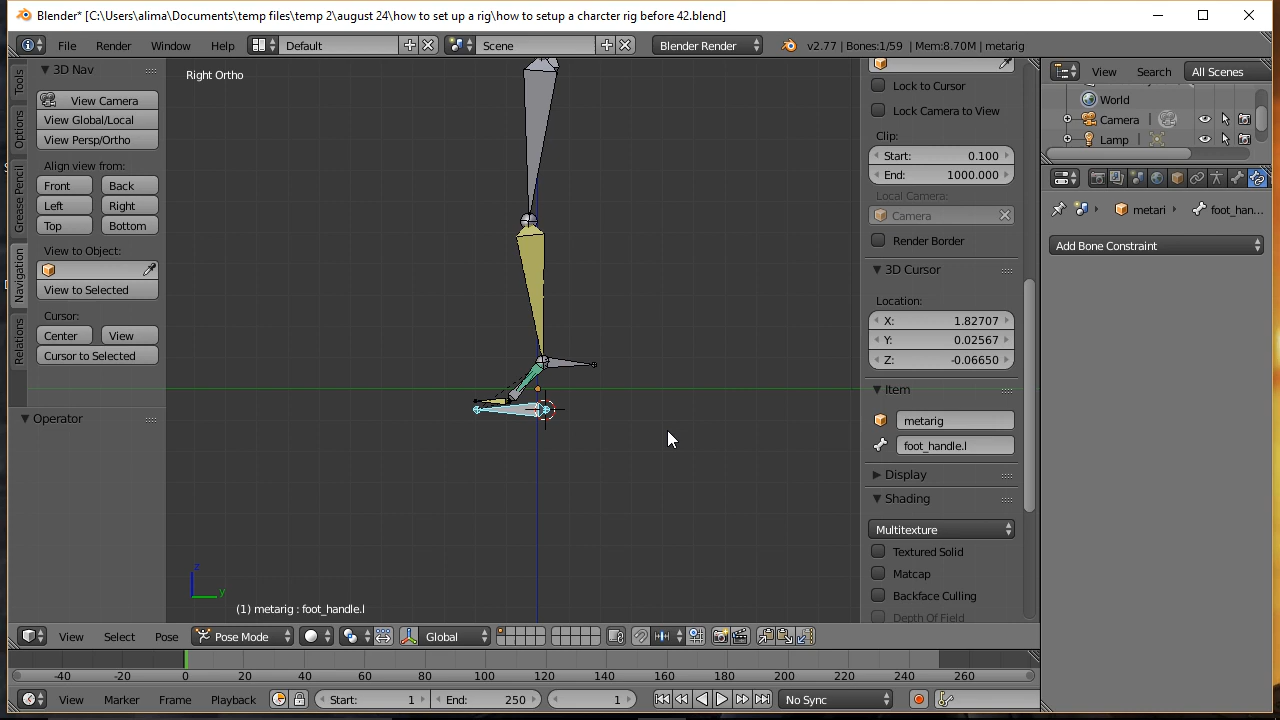 Blender* [C:\Users\alima\Documents\temp files\temp 2\august 24\how to set up a rig\how to setup a charcter rig before 42.blend]
File Render Window Help Default Scene Blender Render v2.77 | Bones:1/59 | Mem:8.70M | metarig
Tools
Options
Grease Pencil
Navigation
Relations
3D Nav
View Camera
View Global/Local
View Persp/Ortho
Align view from:
Front Back
Left Right
Top Bottom
View to Object:
View to Selected
Cursor:
Center View
Cursor to Selected
Operator
Right Ortho
z
y
(1) metarig : foot_handle.l
Lock to Cursor
Lock Camera to View
Clip:
Start: 0.100
End: 1000.000
Local Camera:
Camera
Render Border
3D Cursor
Location:
X: 1.82707
Y: 0.02567
Z: -0.06650
Item
metarig
foot_handle.l
Display
Shading
Multitexture
Textured Solid
Matcap
Backface Culling
Depth Of Field
View Search All Scenes
World
Camera
Lamp
metari foot_han...
Add Bone Constraint
View Select Pose Pose Mode Global
-40 -20 0 20 40 60 80 100 120 140 160 180 200 220 240 260
View Marker Frame Playback Start: 1 End: 250 1 No Sync